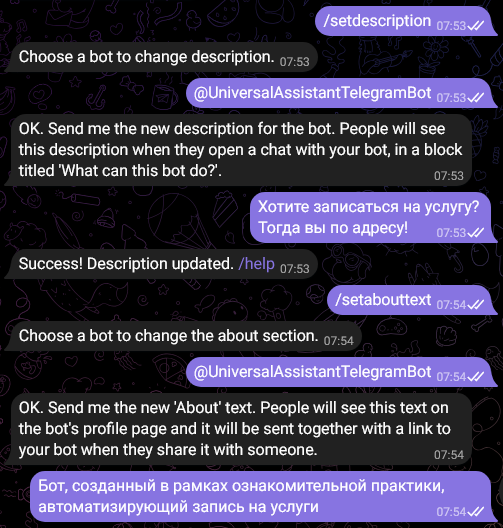 /setdescription 07:53
Choose a bot to change description. 07:53
@UniversalAssistantTelegramBot 07:53
OK. Send me the new description for the bot. People will see
this description when they open a chat with your bot, in a block
titled 'What can this bot do?'.
07:53
Хотите записаться на услугу?
Тогда вы по адресу! 07:53
Success! Description updated. /help 07:53
/setabouttext 07:54
Choose a bot to change the about section. 07:54
@UniversalAssistantTelegramBot 07:54
OK. Send me the new 'About' text. People will see this text on
the bot's profile page and it will be sent together with a link to
your bot when they share it with someone. 07:54
Бот, созданный в рамках ознакомительной практики,
автоматизирующий запись на услуги 07:54